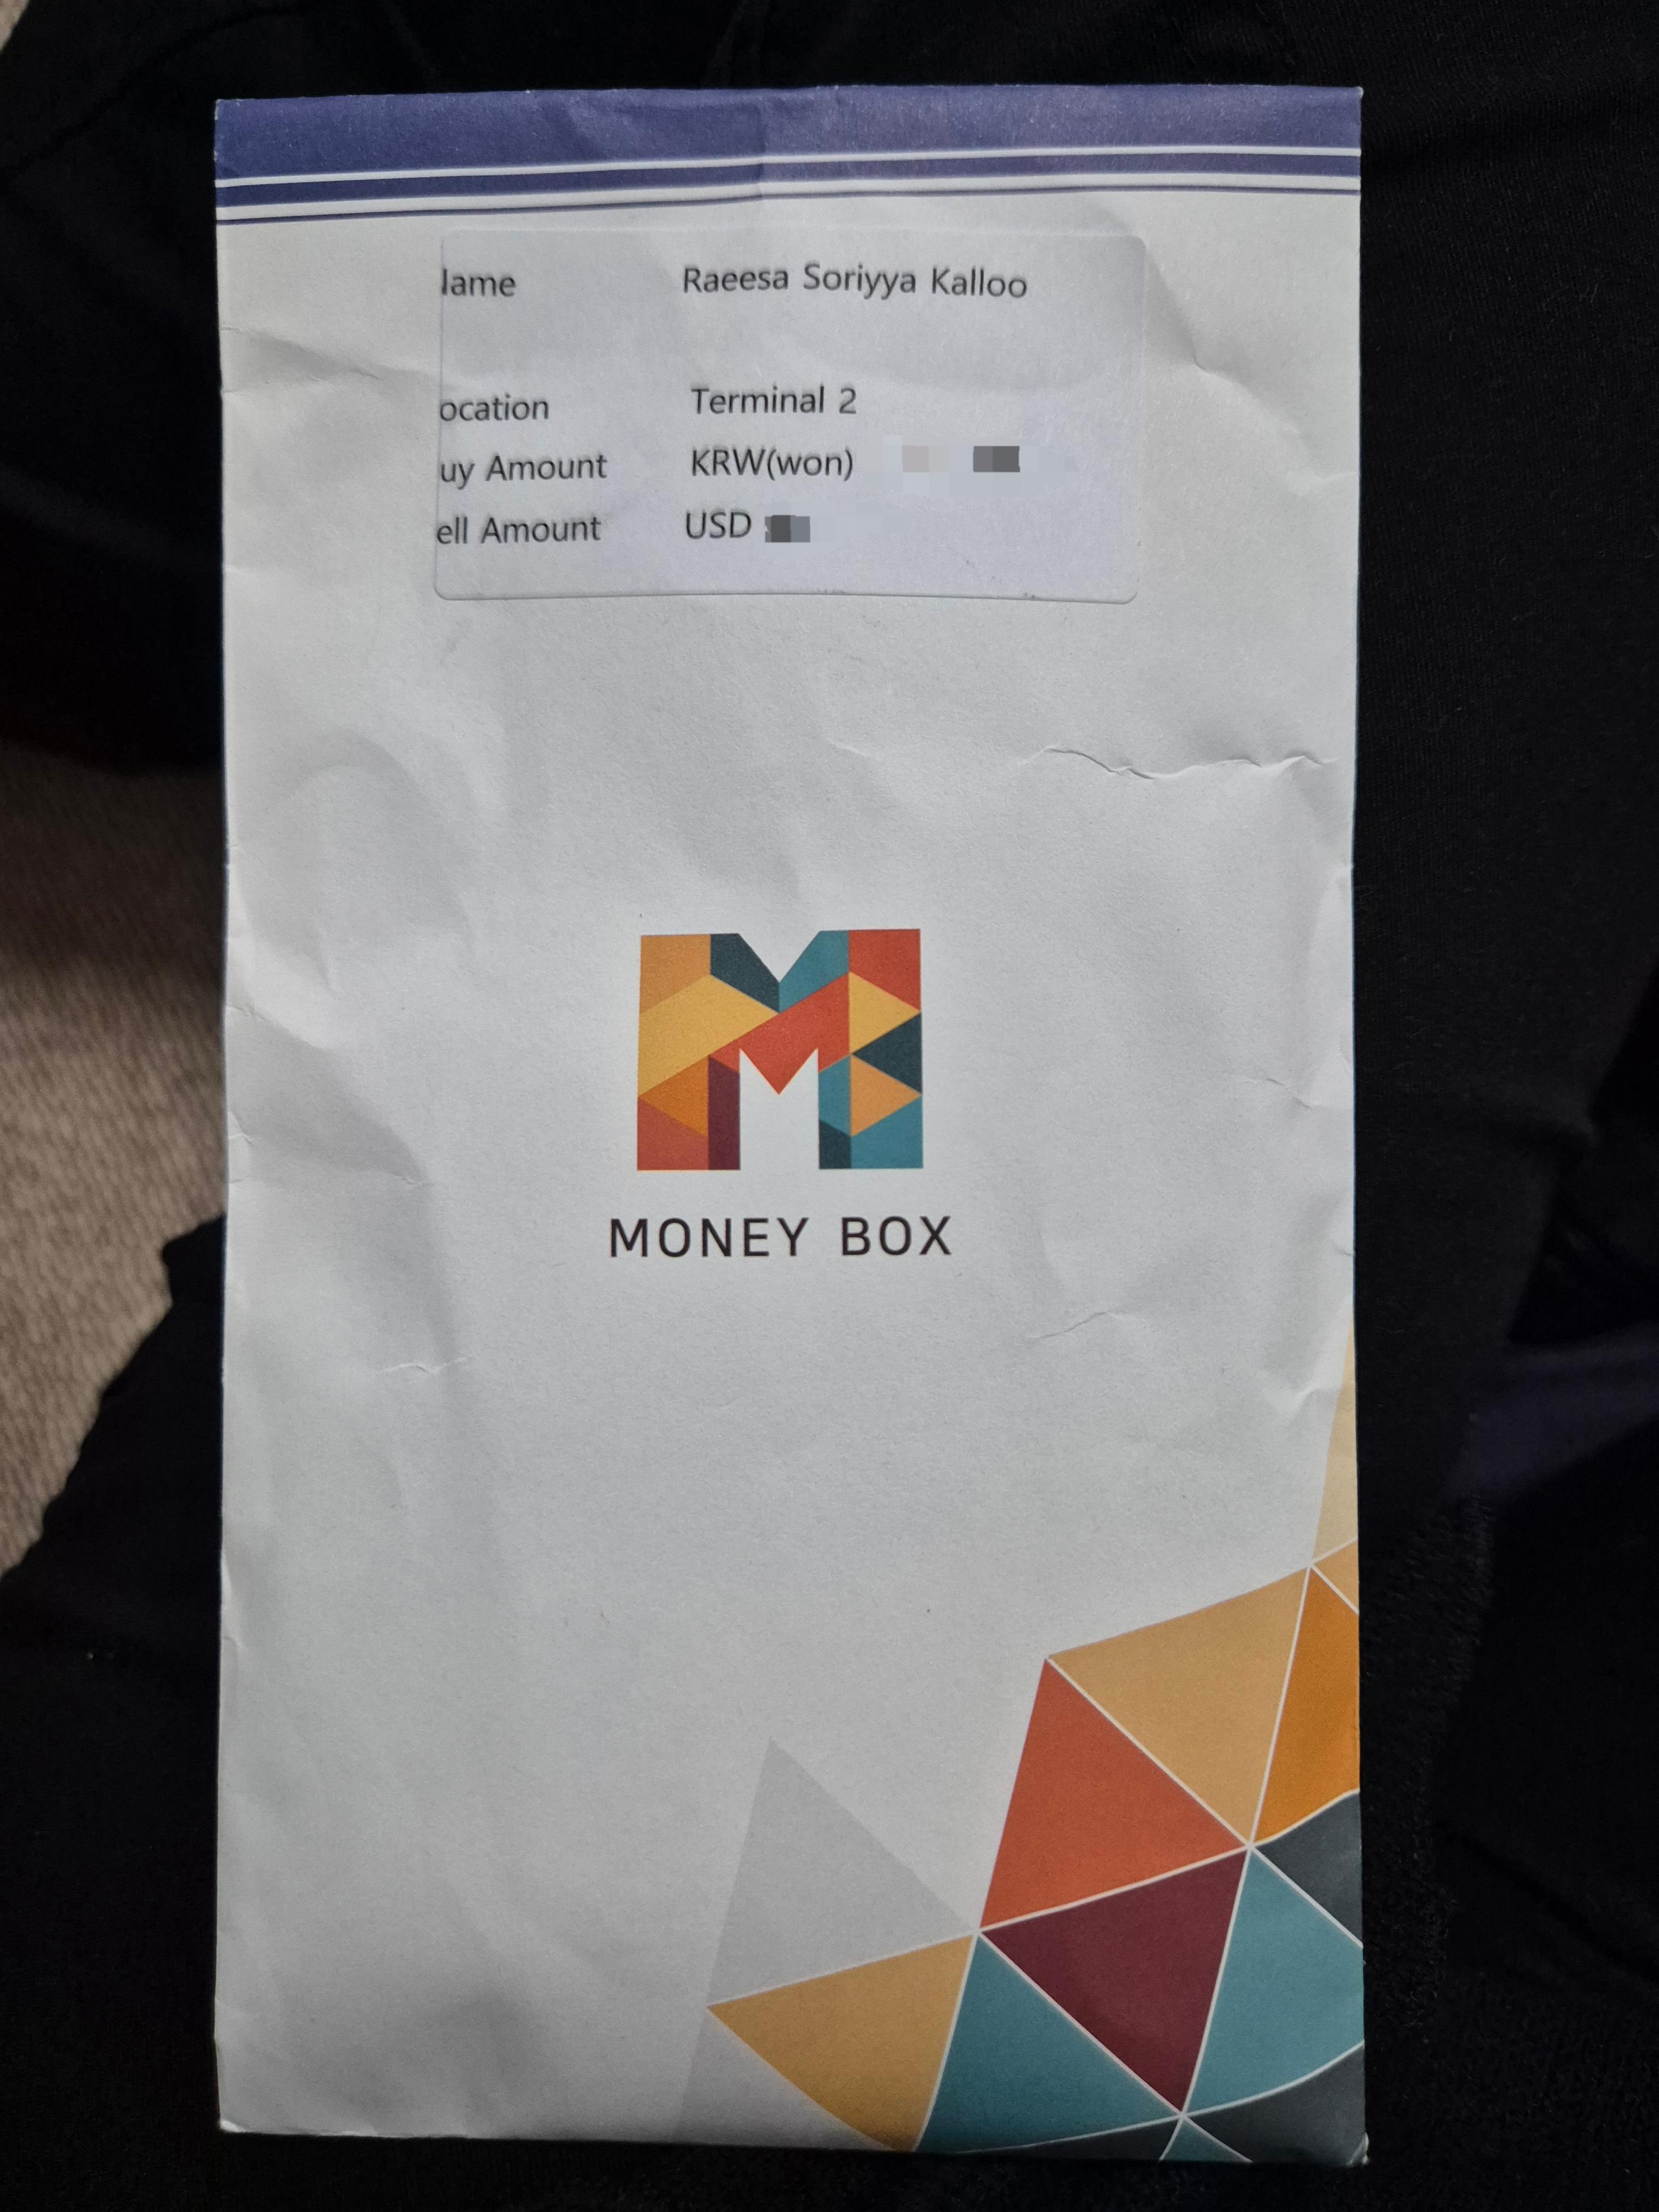 lame Raeesa Soriyya Kalloo
ocation Terminal 2
uy Amount KRW(won)
ell Amount USD
MONEY BOX